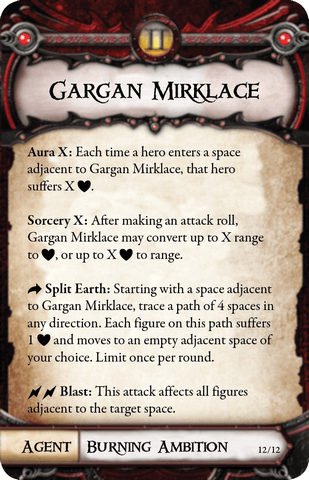 II
GARGAN MIRKLACE
Aura X: Each time a hero enters a space
adjacent to Gargan Mirklace, that hero
suffers X ♥.
Sorcery X: After making an attack roll,
Gargan Mirklace may convert up to X range
to ♥, or up to X ♥ to range.
Split Earth: Starting with a space adjacent
to Gargan Mirklace, trace a path of 4 spaces in
any direction. Each figure on this path suffers
1 ♥ and moves to an empty adjacent space of
your choice. Limit once per round.
Blast: This attack affects all figures
adjacent to the target space.
AGENT BURNING AMBITION 12/12